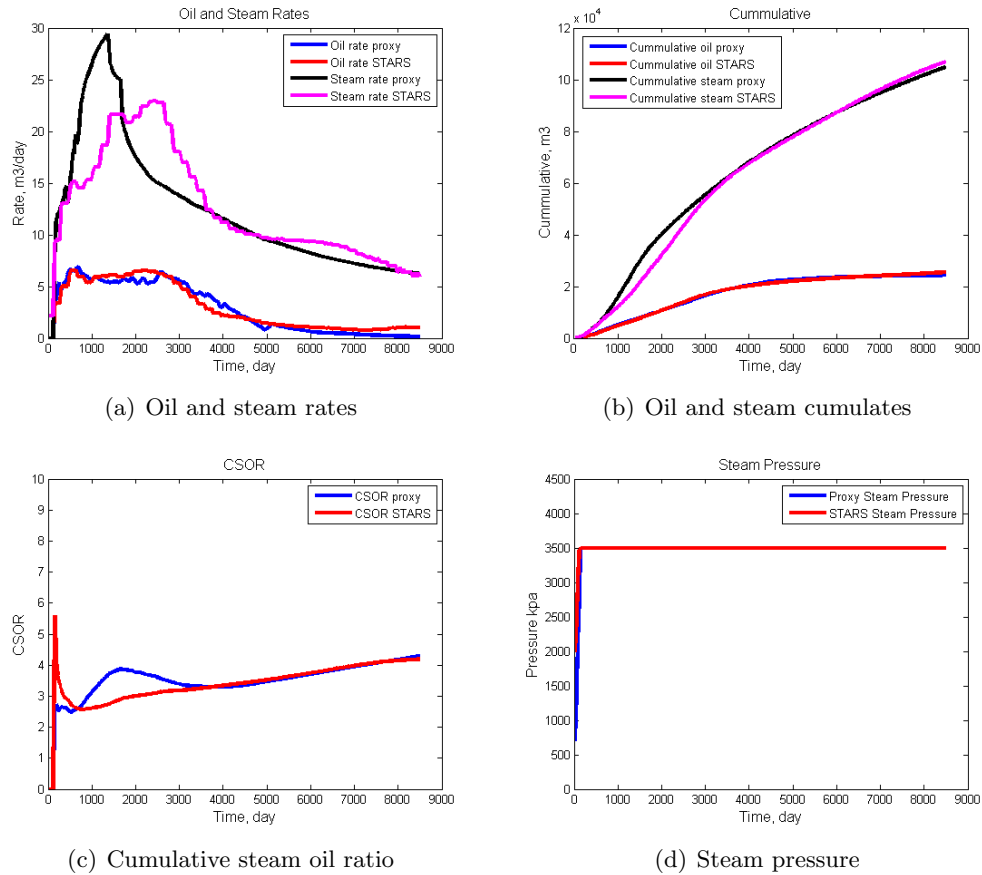 Oil and Steam Rates
30
25
20
15
10
5
0
Rate, m3/day
Oil rate proxy
Oil rate STARS
Steam rate proxy
Steam rate STARS
0 1000 2000 3000 4000 5000 6000 7000 8000 9000
Time, day
(a) Oil and steam rates
Cummulative
x 10^4
12
10
8
6
4
2
0
Cummulative, m3
Cummulative oil proxy
Cummulative oil STARS
Cummulative steam proxy
Cummulative steam STARS
0 1000 2000 3000 4000 5000 6000 7000 8000 9000
Time, day
(b) Oil and steam cumulates
CSOR
10
9
8
7
6
5
4
3
2
1
0
CSOR
CSOR proxy
CSOR STARS
0 1000 2000 3000 4000 5000 6000 7000 8000 9000
Time, day
(c) Cumulative steam oil ratio
Steam Pressure
4500
4000
3500
3000
2500
2000
1500
1000
500
0
Pressure kpa
Proxy Steam Pressure
STARS Steam Pressure
0 1000 2000 3000 4000 5000 6000 7000 8000 9000
Time, day
(d) Steam pressure